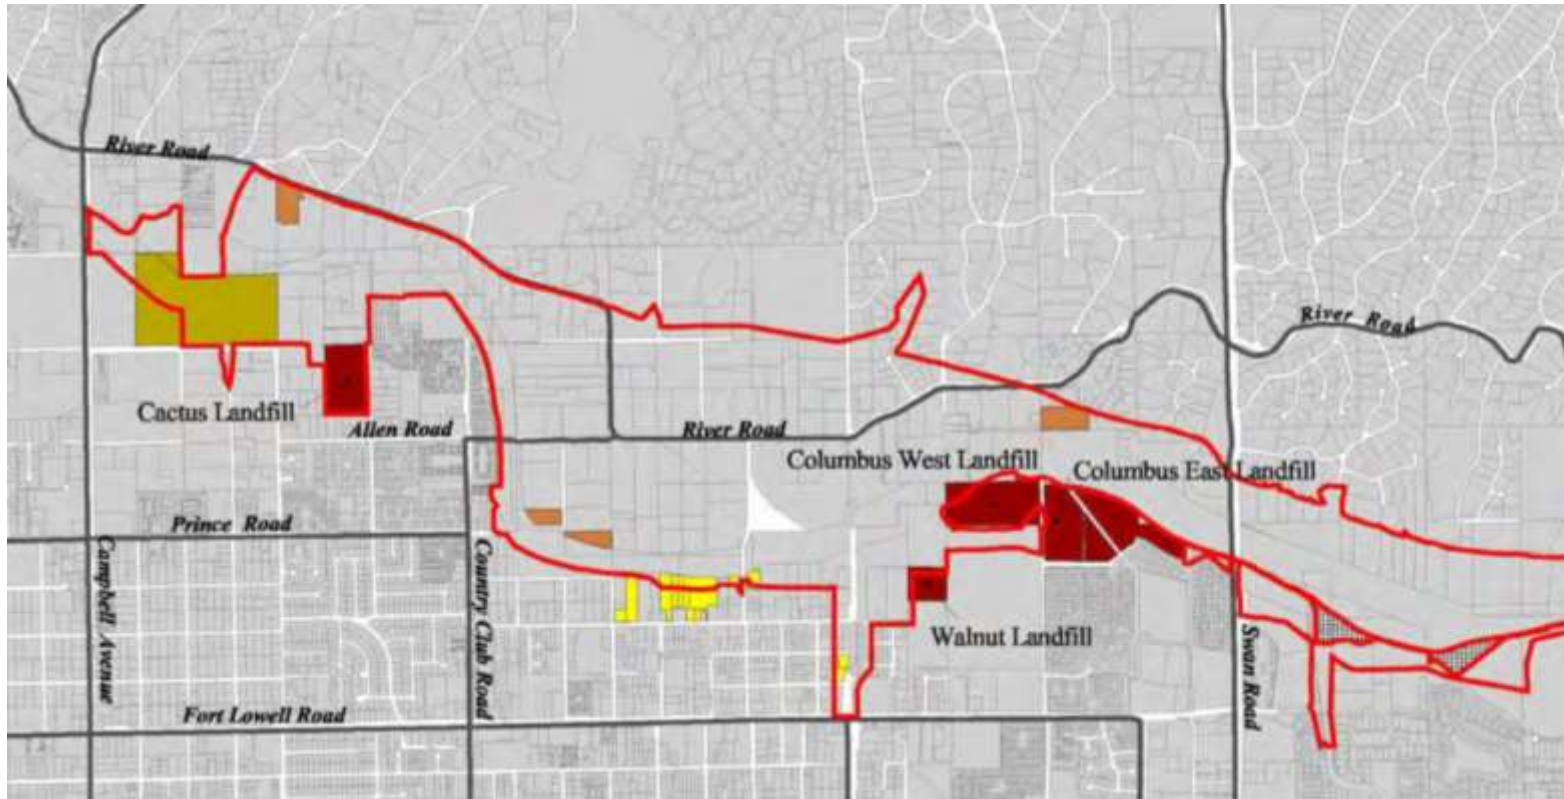 River Road
River Road
Cactus Landfill
Allen Road
River Road
Columbus West Landfill
Columbus East Landfill
Prince Road
Campbell Avenue
Country Club Road
Walnut Landfill
Swan Road
Fort Lowell Road